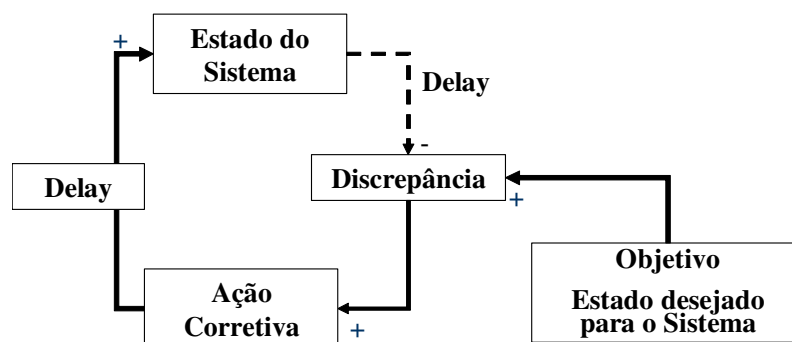 +
Estado do
Sistema
Delay
-
Delay
Discrepância
+
Objetivo
Estado desejado
para o Sistema
Ação
Corretiva
+